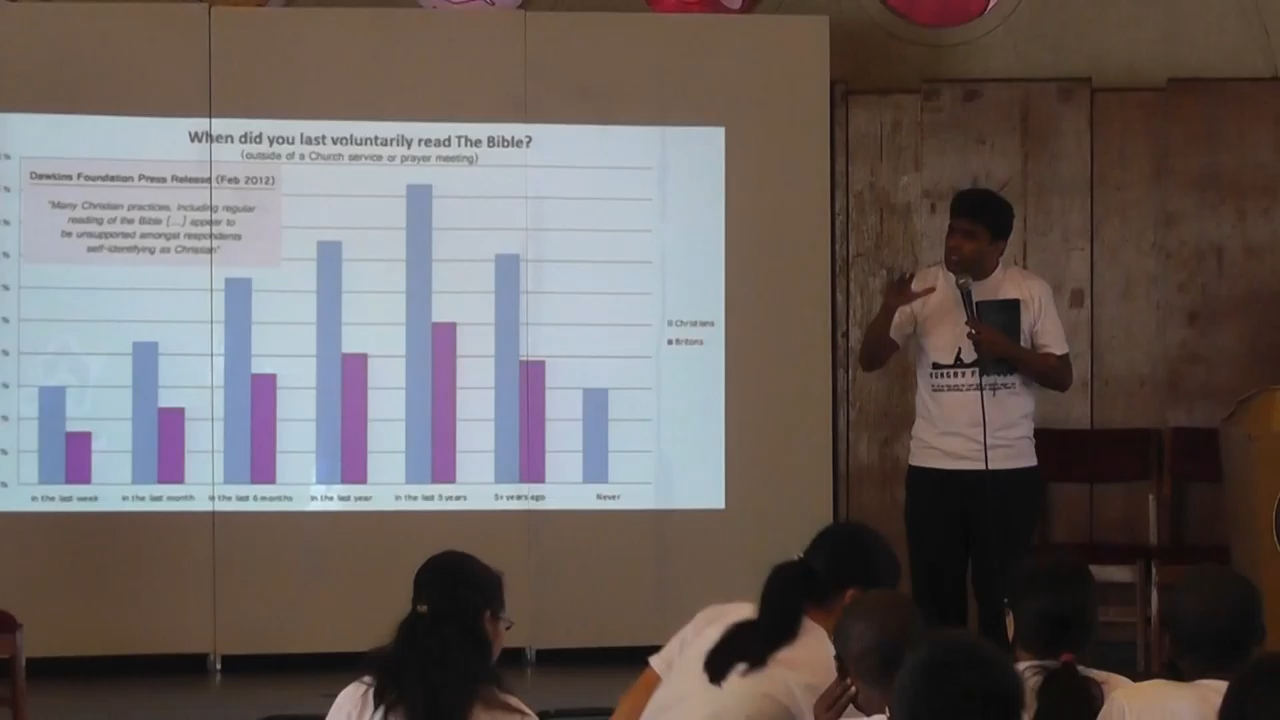 When did you last voluntarily read The Bible?
(outside of a Church service or prayer meeting)
Dawkins Foundation Press Release (Feb 2012)
"Many Christian practices, including regular
reading of the Bible [...] appear to
be unsupported amongst respondents
self-identifying as Christian"
%
%
%
%
%
%
%
%
%
%
Christians
Britons
In the last week
In the last month
In the last 6 months
In the last year
In the last 5 years
5+ years ago
Never
HUNGRY